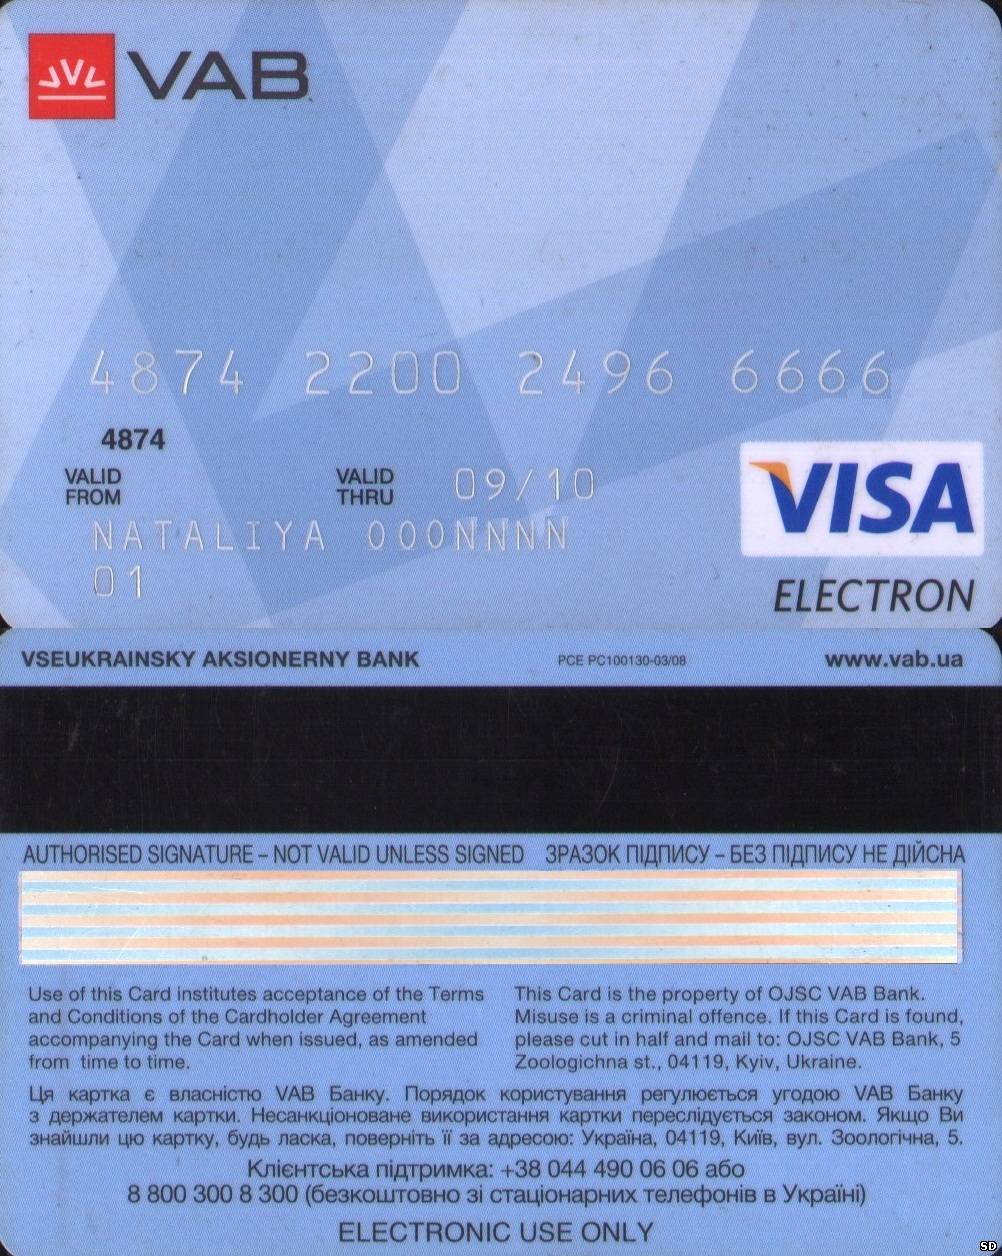 VAB
4874 2200 2496 6666
4874
VALID FROM VALID THRU 09/10
NATALIYA 000NNNN
01
VISA
ELECTRON
VSEUKRAINSKY AKSIONERNY BANK PCE PC100130-03/08 www.vab.ua
AUTHORISED SIGNATURE – NOT VALID UNLESS SIGNED ЗРАЗОК ПІДПИСУ – БЕЗ ПІДПИСУ НЕ ДІЙСНА
Use of this Card institutes acceptance of the Terms
and Conditions of the Cardholder Agreement
accompanying the Card when issued, as amended
from time to time.
This Card is the property of OJSC VAB Bank.
Misuse is a criminal offence. If this Card is found,
please cut in half and mail to: OJSC VAB Bank, 5
Zoologichna st., 04119, Kyiv, Ukraine.
Ця картка є власністю VAB Банку. Порядок користування регулюється угодою VAB Банку
з держателем картки. Несанкціоноване використання картки переслідується законом. Якщо Ви
знайшли цю картку, будь ласка, поверніть її за адресою: Україна, 04119, Київ, вул. Зоологічна, 5.
Клієнтська підтримка: +38 044 490 06 06 або
8 800 300 8 300 (безкоштовно зі стаціонарних телефонів в Україні)
ELECTRONIC USE ONLY
SD